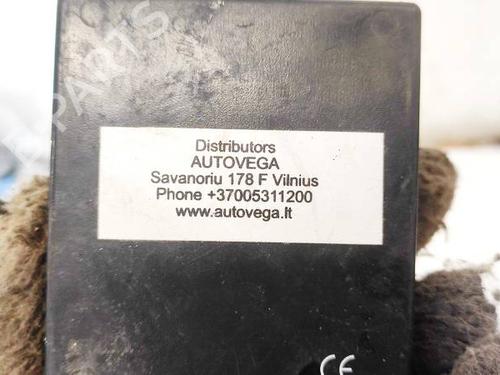 Distributors
AUTOVEGA
Savanoriu 178 F Vilnius
Phone +37005311200
www.autovega.lt
CE